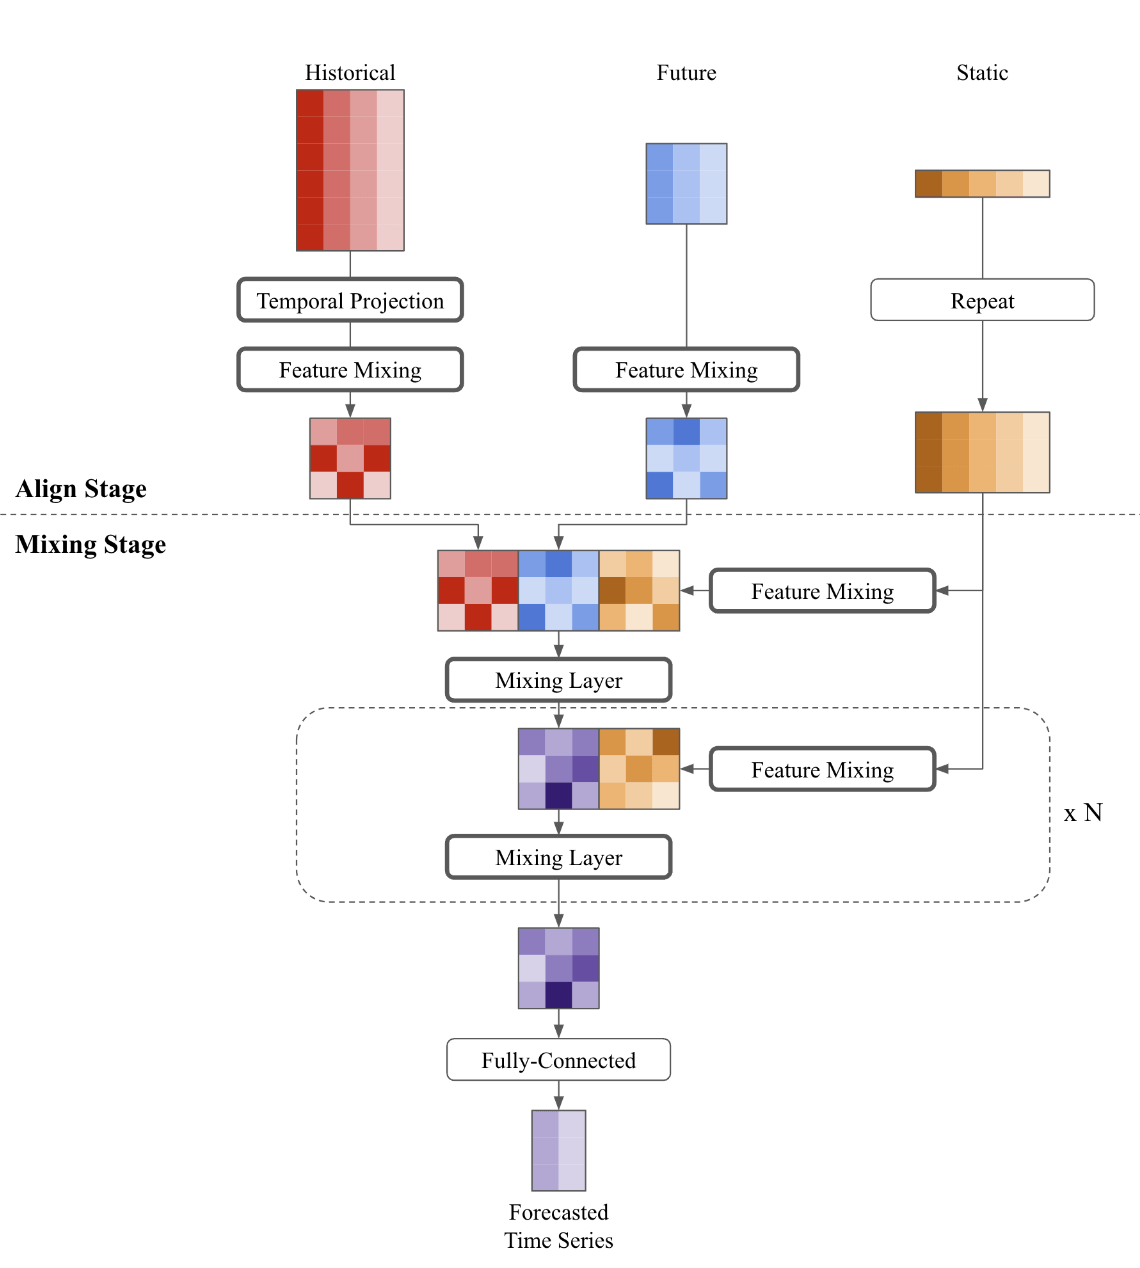 Historical
Future
Static
Temporal Projection
Repeat
Feature Mixing
Feature Mixing
Align Stage
Mixing Stage
Feature Mixing
Mixing Layer
Feature Mixing
x N
Mixing Layer
Fully-Connected
Forecasted
Time Series